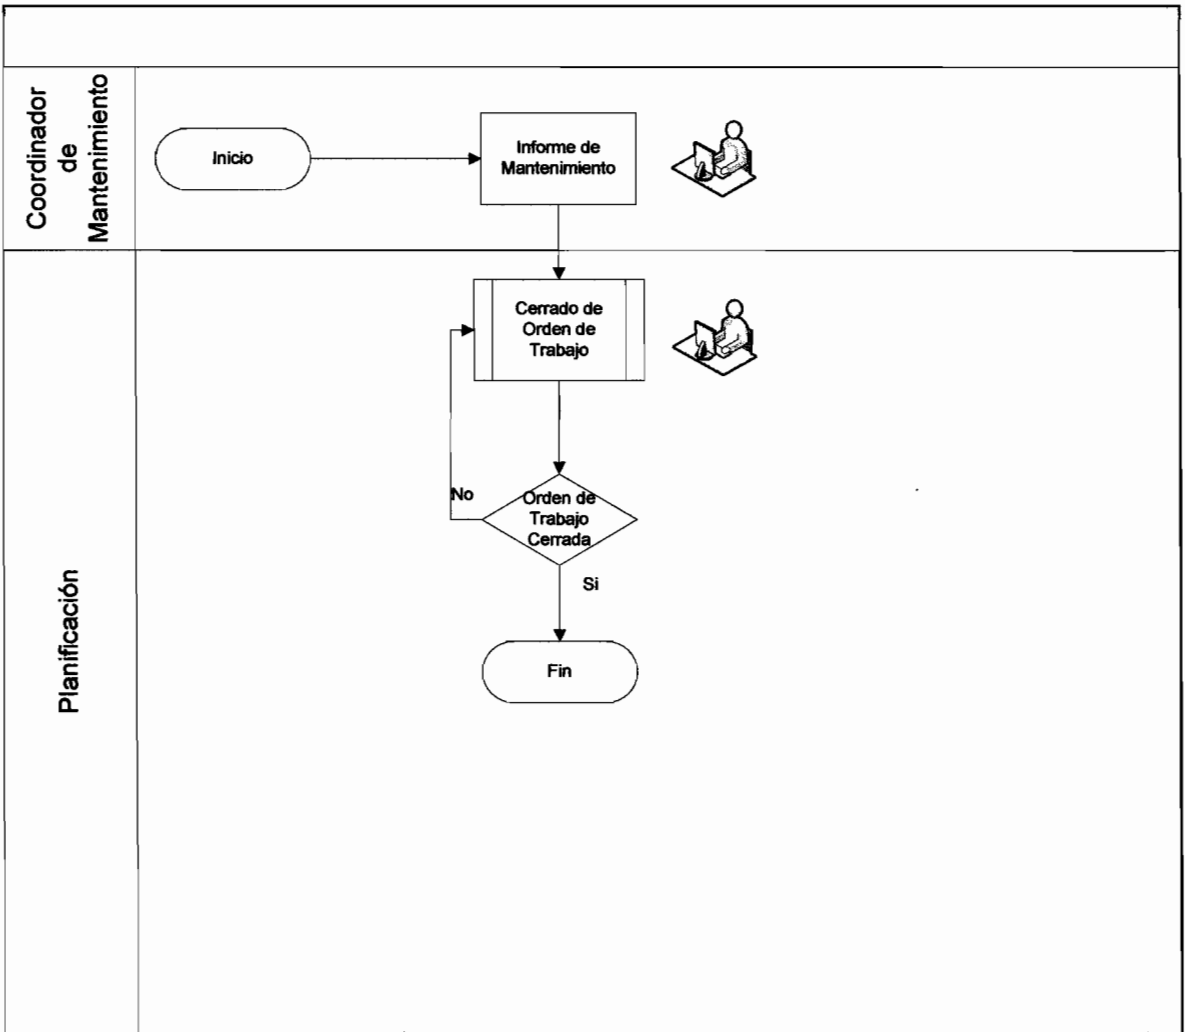 Coordinador
de
Mantenimiento
Inicio
Informe de
Mantenimiento
Planificación
Cerrado de
Orden de
Trabajo
No
Orden de
Trabajo
Cerrada
Si
Fin